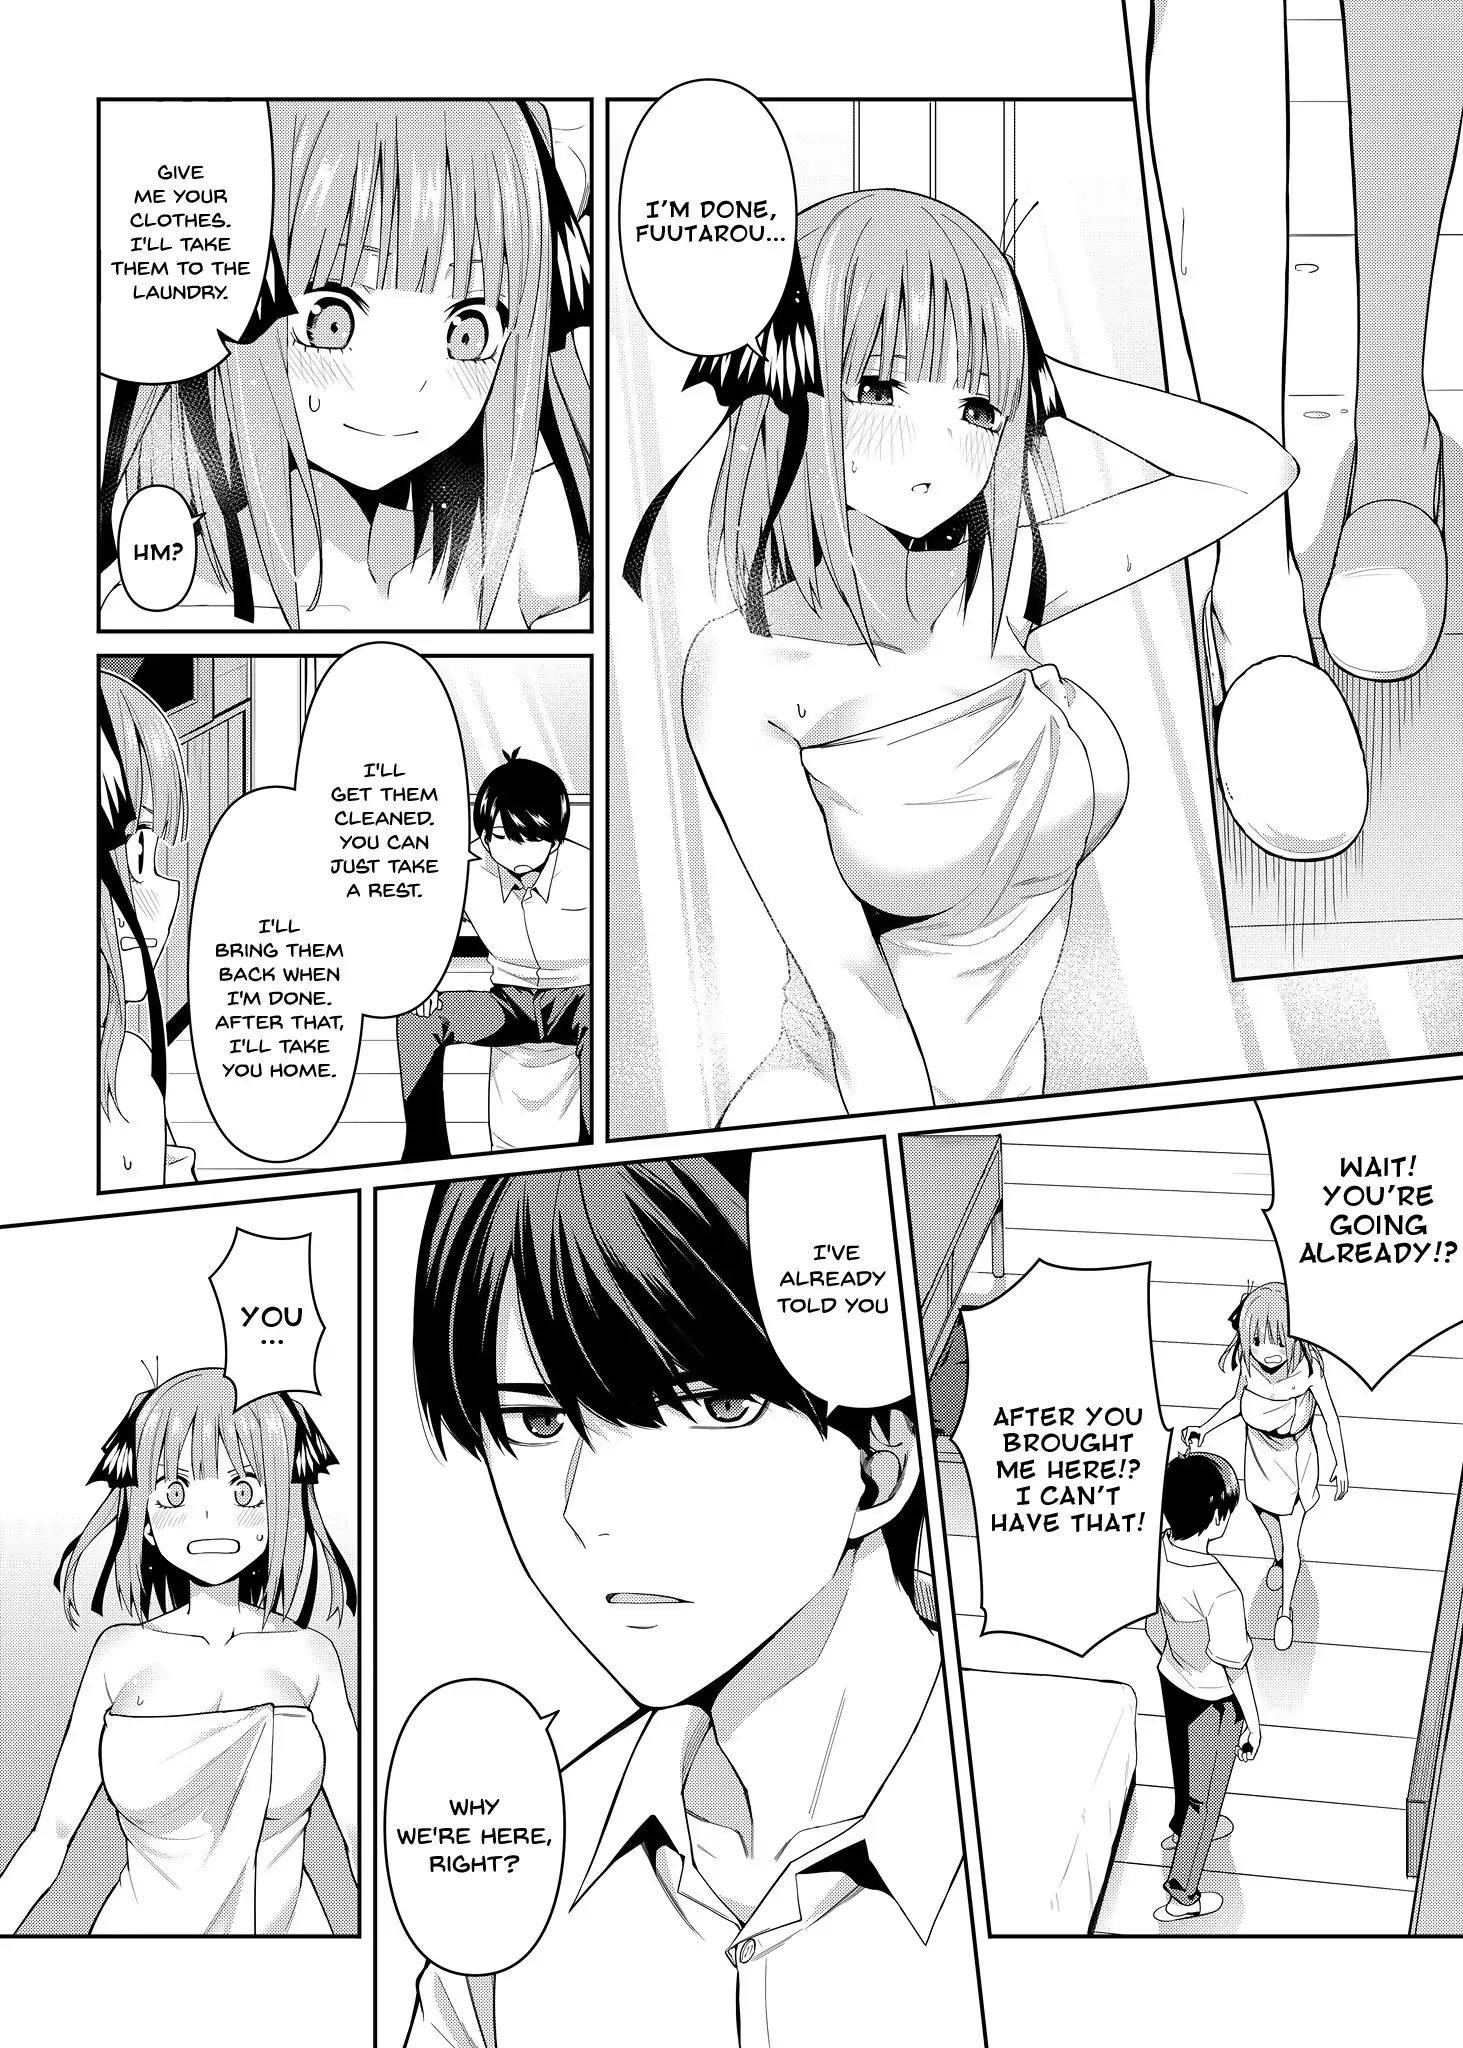 I'M DONE,
FUUTAROU...
GIVE
ME YOUR
CLOTHES.
I'LL TAKE
THEM TO THE
LAUNDRY.
HM?
I'LL
GET THEM
CLEANED.
YOU CAN
JUST TAKE
A REST.
I'LL
BRING THEM
BACK WHEN
I'M DONE.
AFTER THAT,
I'LL TAKE
YOU HOME.
WAIT!
YOU'RE
GOING
ALREADY!?
AFTER YOU
BROUGHT
ME HERE!?
I CAN'T
HAVE THAT!
I'VE
ALREADY
TOLD YOU
WHY
WE'RE HERE,
RIGHT?
YOU
...